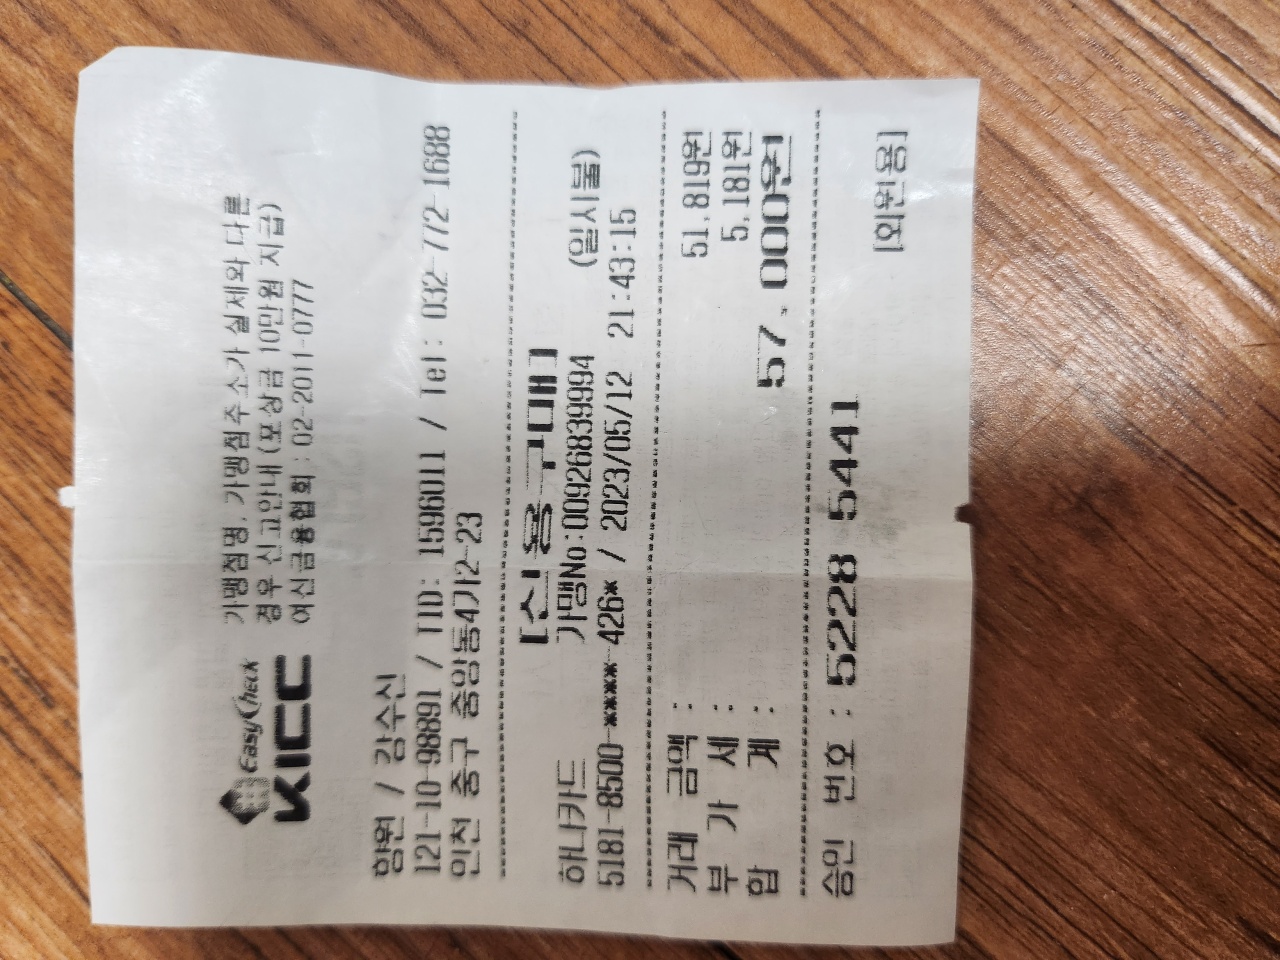 EasyCheck
KICC
가맹점명, 가맹점주소가 실제와 다른
경우 신고안내 (포상금 10만원 지급)
여신금융협회 : 02-2011-0777
향원 / 강수신
121-10-98891 / TID: 1596011 / Tel : 032-772-1688
인천 중구 중앙동4가2-23
[신용구매]
하나카드 (일시불)
가맹No:00926839994
5181-8500-****-426* / 2023/05/12 21:43:15
거래 금액 : 51,819원
부 가 세 : 5,181원
합 계 : 57,000원
승인 번호 : 5228 5441
[회원용]